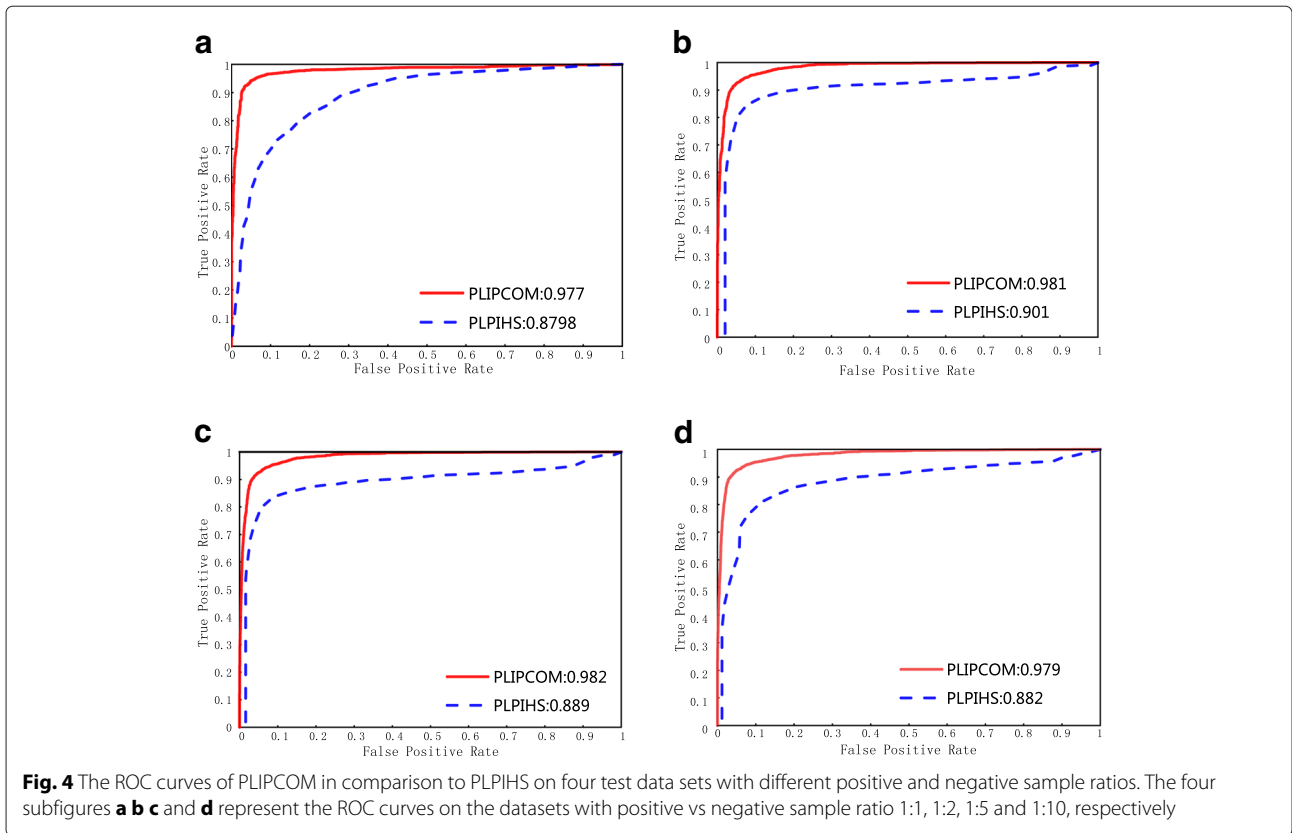 a
1
0.9
0.8
0.7
0.6
0.5
0.4
0.3
0.2
0.1
0
True Positive Rate
PLIPCOM:0.977
PLPIHS:0.8798
0 0.1 0.2 0.3 0.4 0.5 0.6 0.7 0.8 0.9 1
False Positive Rate
b
1
0.9
0.8
0.7
0.6
0.5
0.4
0.3
0.2
0.1
0
True Positive Rate
PLIPCOM:0.981
PLPIHS:0.901
0 0.1 0.2 0.3 0.4 0.5 0.6 0.7 0.8 0.9 1
False Positive Rate
c
1
0.9
0.8
0.7
0.6
0.5
0.4
0.3
0.2
0.1
0
True Positive Rate
PLIPCOM:0.982
PLPIHS:0.889
0 0.1 0.2 0.3 0.4 0.5 0.6 0.7 0.8 0.9 1
False Positive Rate
d
1
0.9
0.8
0.7
0.6
0.5
0.4
0.3
0.2
0.1
0
True Positive Rate
PLIPCOM:0.979
PLPIHS:0.882
0 0.1 0.2 0.3 0.4 0.5 0.6 0.7 0.8 0.9 1
False Positive Rate
Fig. 4 The ROC curves of PLIPCOM in comparison to PLPIHS on four test data sets with different positive and negative sample ratios. The four
subfigures a b c and d represent the ROC curves on the datasets with positive vs negative sample ratio 1:1, 1:2, 1:5 and 1:10, respectively